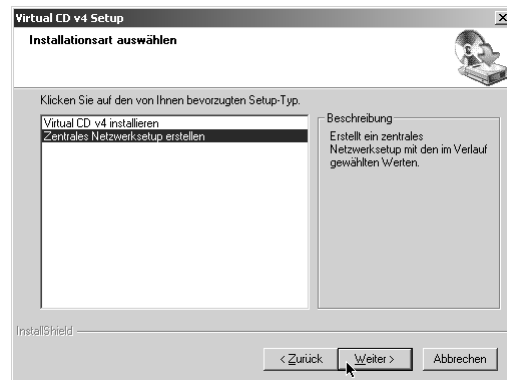 Virtual CD v4 Setup
Installationsart auswählen
Klicken Sie auf den von Ihnen bevorzugten Setup-Typ.
Virtual CD v4 installieren
Zentrales Netzwerksetup erstellen
Beschreibung
Erstellt ein zentrales
Netzwerksetup mit den im Verlauf
gewählten Werten.
InstallShield
< Zurück
Weiter >
Abbrechen